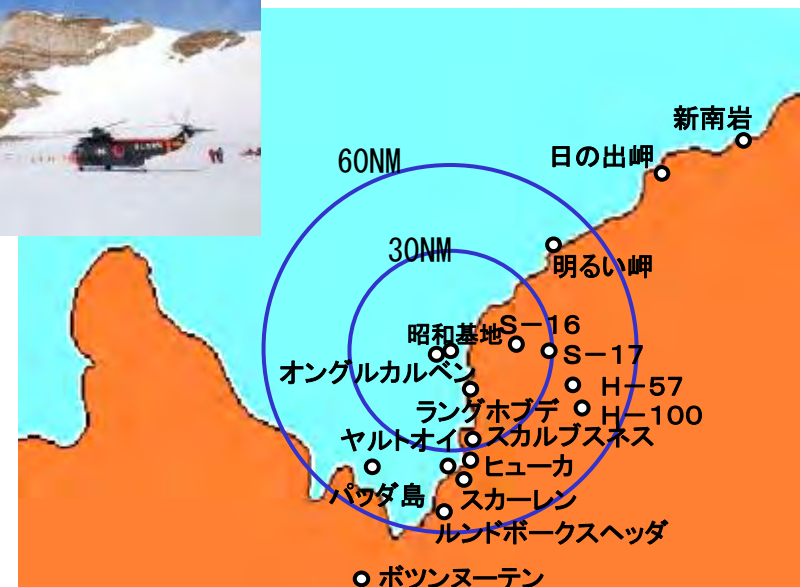 新南岩
日の出岬
60NM
30NM
明るい岬
昭和基地
S－16
S－17
オングルカルベン
H－57
ラングホブデ
H－100
ヤルトオイ
スカルブスネス
ヒューカ
パッダ島
スカーレン
ルンドボークスヘッダ
ボツンヌーテン